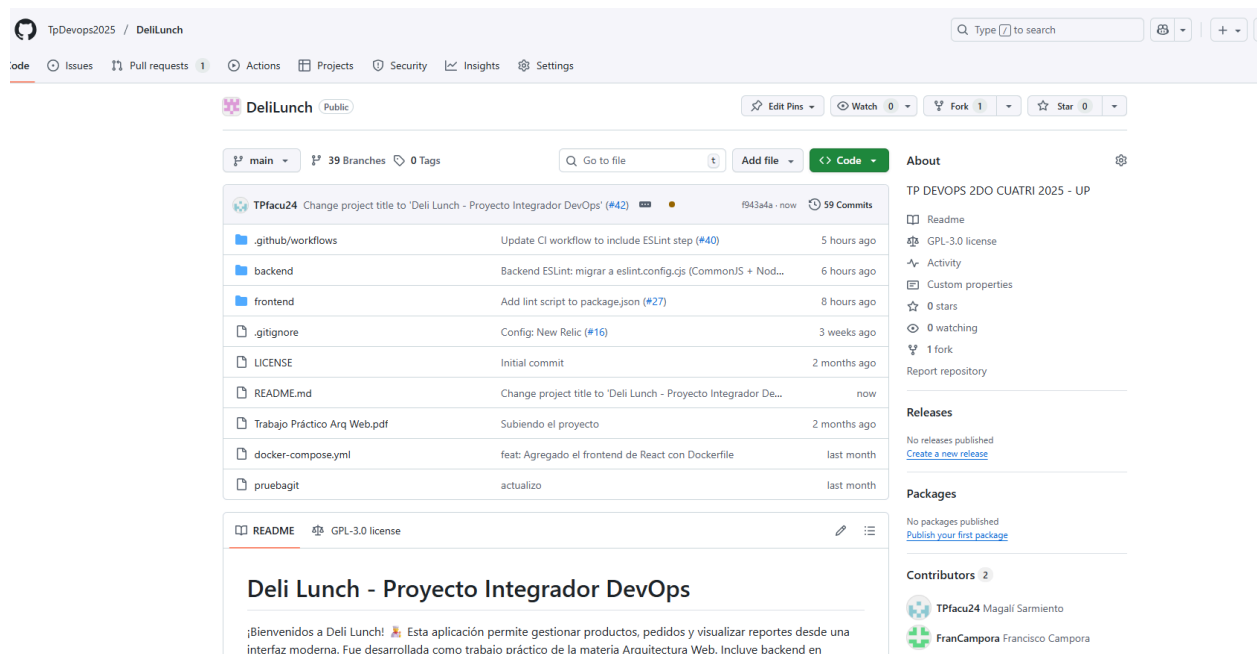 TpDevops2025 / DeliLunch
Type / to search
Code Issues Pull requests 1 Actions Projects Security Insights Settings
DeliLunch Public
Edit Pins Watch 0 Fork 1 Star 0
main 39 Branches 0 Tags
Go to file t
Add file
<> Code
TPfacu24 Change project title to 'Deli Lunch - Proyecto Integrador DevOps' (#42) f943a4a · now 59 Commits
.github/workflows Update CI workflow to include ESLint step (#40) 5 hours ago
backend Backend ESLint: migrar a eslint.config.cjs (CommonJS + Nod... 6 hours ago
frontend Add lint script to package.json (#27) 8 hours ago
.gitignore Config: New Relic (#16) 3 weeks ago
LICENSE Initial commit 2 months ago
README.md Change project title to 'Deli Lunch - Proyecto Integrador De... now
Trabajo Práctico Arq Web.pdf Subiendo el proyecto 2 months ago
docker-compose.yml feat: Agregado el frontend de React con Dockerfile last month
pruebagit actualizo last month
README GPL-3.0 license
Deli Lunch - Proyecto Integrador DevOps
¡Bienvenidos a Deli Lunch! Esta aplicación permite gestionar productos, pedidos y visualizar reportes desde una
interfaz moderna. Fue desarrollada como trabajo práctico de la materia Arquitectura Web. Incluye backend en
About
TP DEVOPS 2DO CUATRI 2025 - UP
Readme
GPL-3.0 license
Activity
Custom properties
0 stars
0 watching
1 fork
Report repository
Releases
No releases published
Create a new release
Packages
No packages published
Publish your first package
Contributors 2
TPfacu24 Magalí Sarmiento
FranCampora Francisco Campora